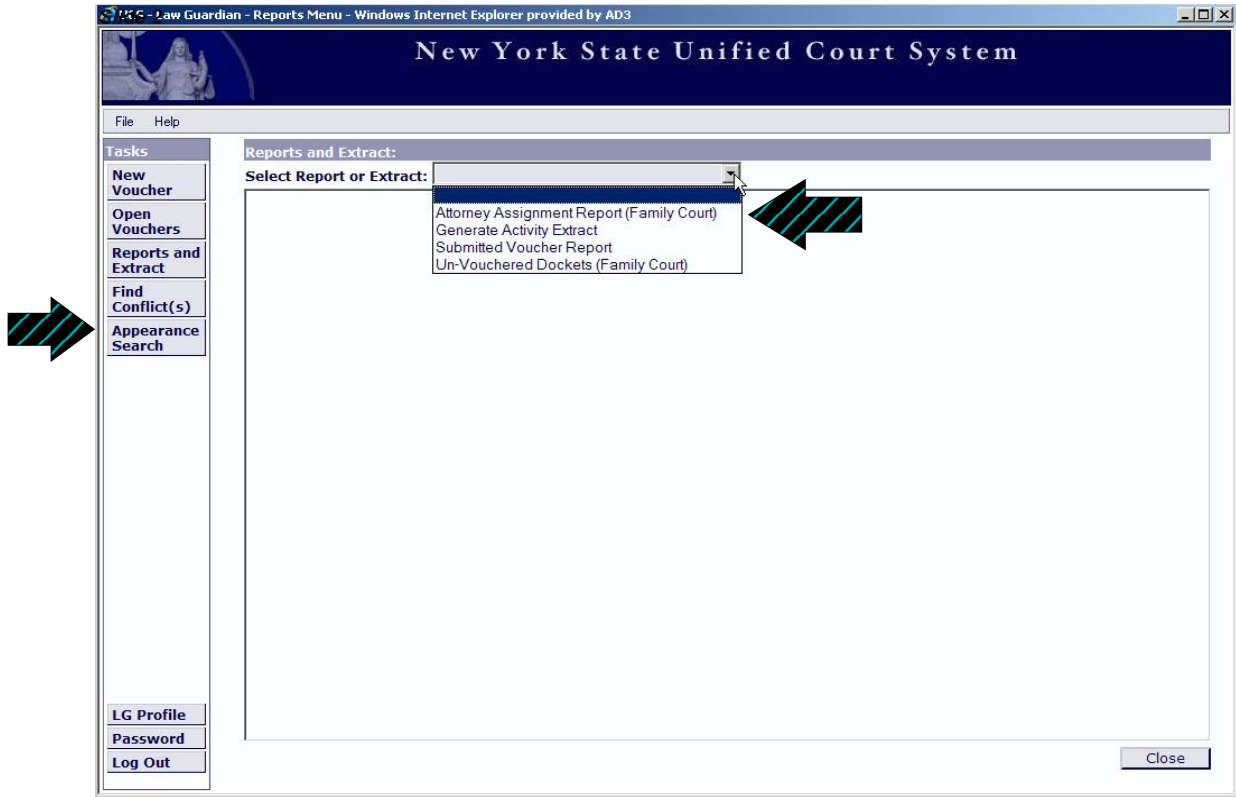 - Law Guardian - Reports Menu - Windows Internet Explorer provided by AD3
New York State Unified Court System
File Help
Tasks
New
Voucher
Open
Vouchers
Reports and
Extract
Find
Conflict(s)
Appearance
Search
LG Profile
Password
Log Out
Reports and Extract:
Select Report or Extract:
Attorney Assignment Report (Family Court)
Generate Activity Extract
Submitted Voucher Report
Un-Vouchered Dockets (Family Court)
Close